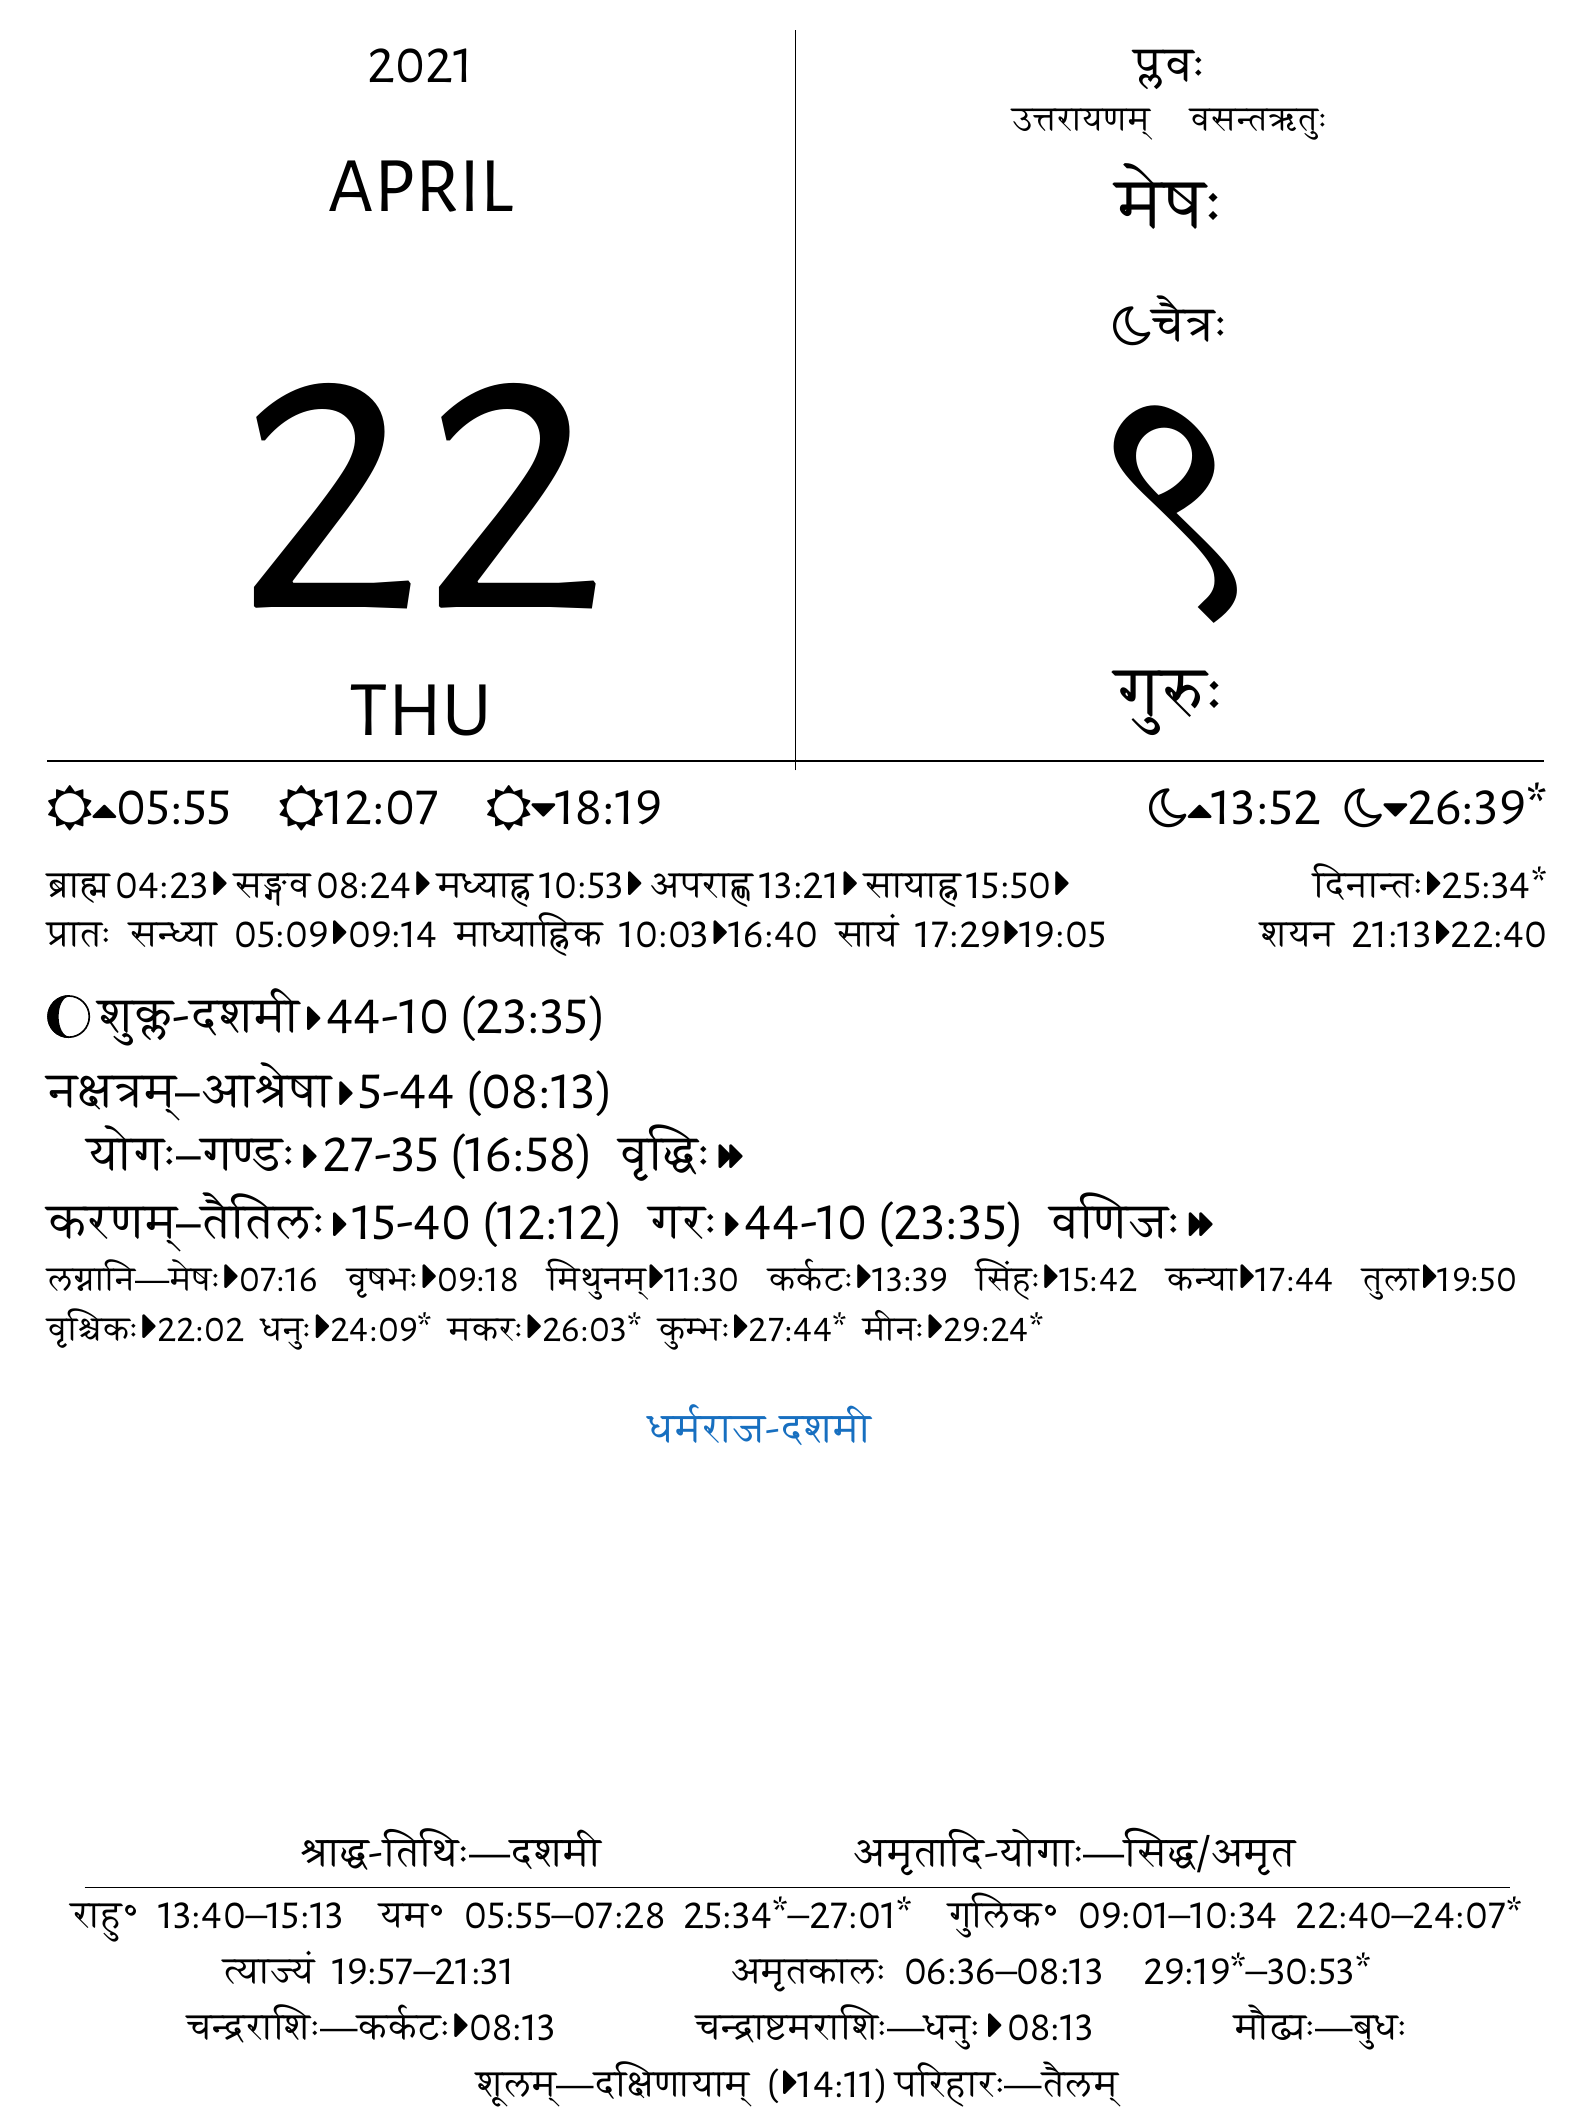 2021
APRIL
22
THU
प्लवः
उत्तरायणम् वसन्तऋतुः
मेषः
चैत्रः
९
गुरुः
05:55 12:07 18:19 13:52 26:39*
ब्राह्म 04:23 सङ्गव 08:24 मध्याह्न 10:53 अपराह्ण 13:21 सायाह्न 15:50 दिनान्तः 25:34*
प्रातः सन्ध्या 05:09 09:14 माध्याह्निक 10:03 16:40 सायं 17:29 19:05 शयन 21:13 22:40
शुक्ल-दशमी 44-10 (23:35)
नक्षत्रम्–आश्रेषा 5-44 (08:13)
योगः–गण्डः 27-35 (16:58) वृद्धिः
करणम्–तैतिलः 15-40 (12:12) गरः 44-10 (23:35) वणिजः
लग्नानि—मेषः 07:16 वृषभः 09:18 मिथुनम् 11:30 कर्कटः 13:39 सिंहः 15:42 कन्या 17:44 तुला 19:50
वृश्चिकः 22:02 धनुः 24:09* मकरः 26:03* कुम्भः 27:44* मीनः 29:24*
धर्मराज-दशमी
श्राद्ध-तिथिः—दशमी अमृतादि-योगाः—सिद्ध/अमृत
राहु॰ 13:40–15:13 यम॰ 05:55–07:28 25:34*–27:01* गुलिक॰ 09:01–10:34 22:40–24:07*
त्याज्यं 19:57–21:31 अमृतकालः 06:36–08:13 29:19*–30:53*
चन्द्रराशिः—कर्कटः 08:13 चन्द्राष्टमराशिः—धनुः 08:13 मौढ्यः—बुधः
शूलम्—दक्षिणायाम् (14:11) परिहारः—तैलम्